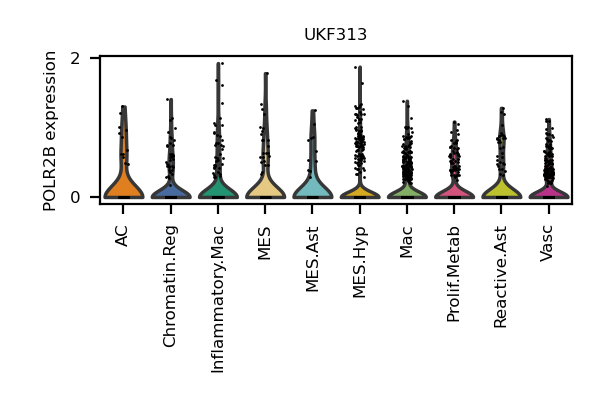 UKF313
POLR2B expression
2
0
AC
Chromatin.Reg
Inflammatory.Mac
MES
MES.Ast
MES.Hyp
Mac
Prolif.Metab
Reactive.Ast
Vasc